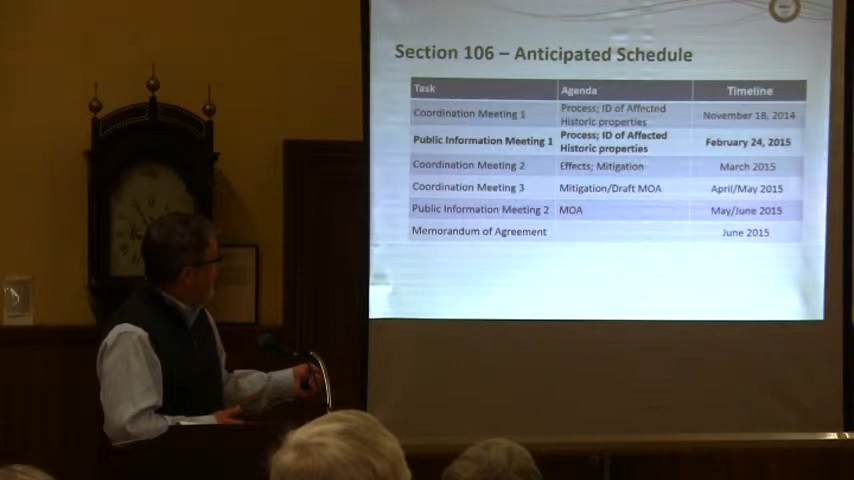 Section 106 – Anticipated Schedule
Task Agenda Timeline
Coordination Meeting 1 Process; ID of Affected Historic properties November 18, 2014
Public Information Meeting 1 Process; ID of Affected Historic properties February 24, 2015
Coordination Meeting 2 Effects; Mitigation March 2015
Coordination Meeting 3 Mitigation/Draft MOA April/May 2015
Public Information Meeting 2 MOA May/June 2015
Memorandum of Agreement June 2015